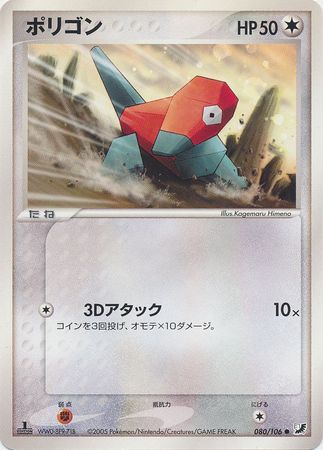 ポリゴン HP50
たね
Illus.Kagemaru Himeno
3Dアタック 10×
コインを3回投げ、オモテ×10ダメージ。
弱点 抵抗力 にげる
1 ©2005 Pokémon/Nintendo/Creatures/GAME FREAK 080/106 ●